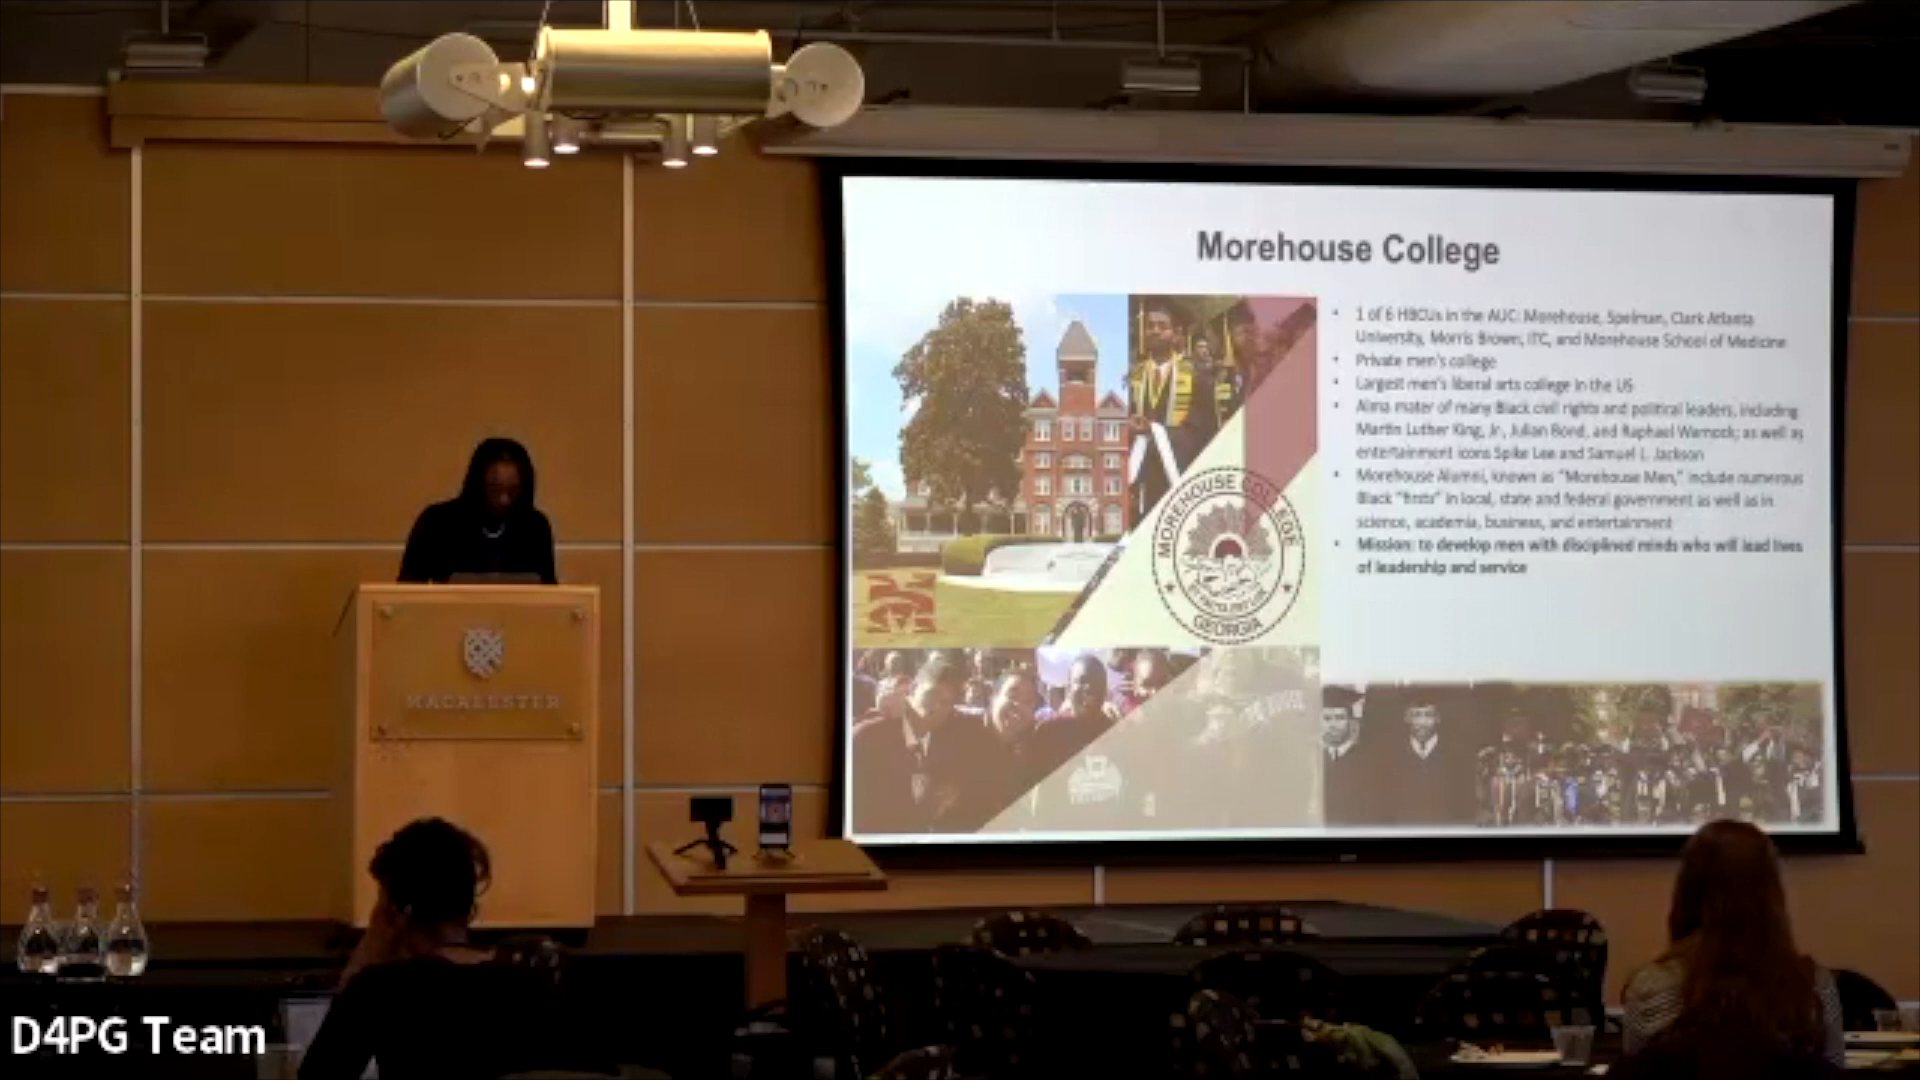 Morehouse College
• 1 of 6 HBCUs in the AUC: Morehouse, Spelman, Clark Atlanta
University, Morris Brown, ITC, and Morehouse School of Medicine
• Private men's college
• Largest men's liberal arts college in the US
• Alma mater of many Black civil rights and political leaders, including
Martin Luther King, Jr, Julian Bond, and Raphael Warnock; as well as
entertainment icons Spike Lee and Samuel L. Jackson
• Morehouse Alumni, known as "Morehouse Men," include numerous
Black "firsts" in local, state and federal government as well as in
science, academia, business, and entertainment
• Mission: to develop men with disciplined minds who will lead lives
of leadership and service
MOREHOUSE COLLEGE
GEORGIA
MACALESTER
D4PG Team